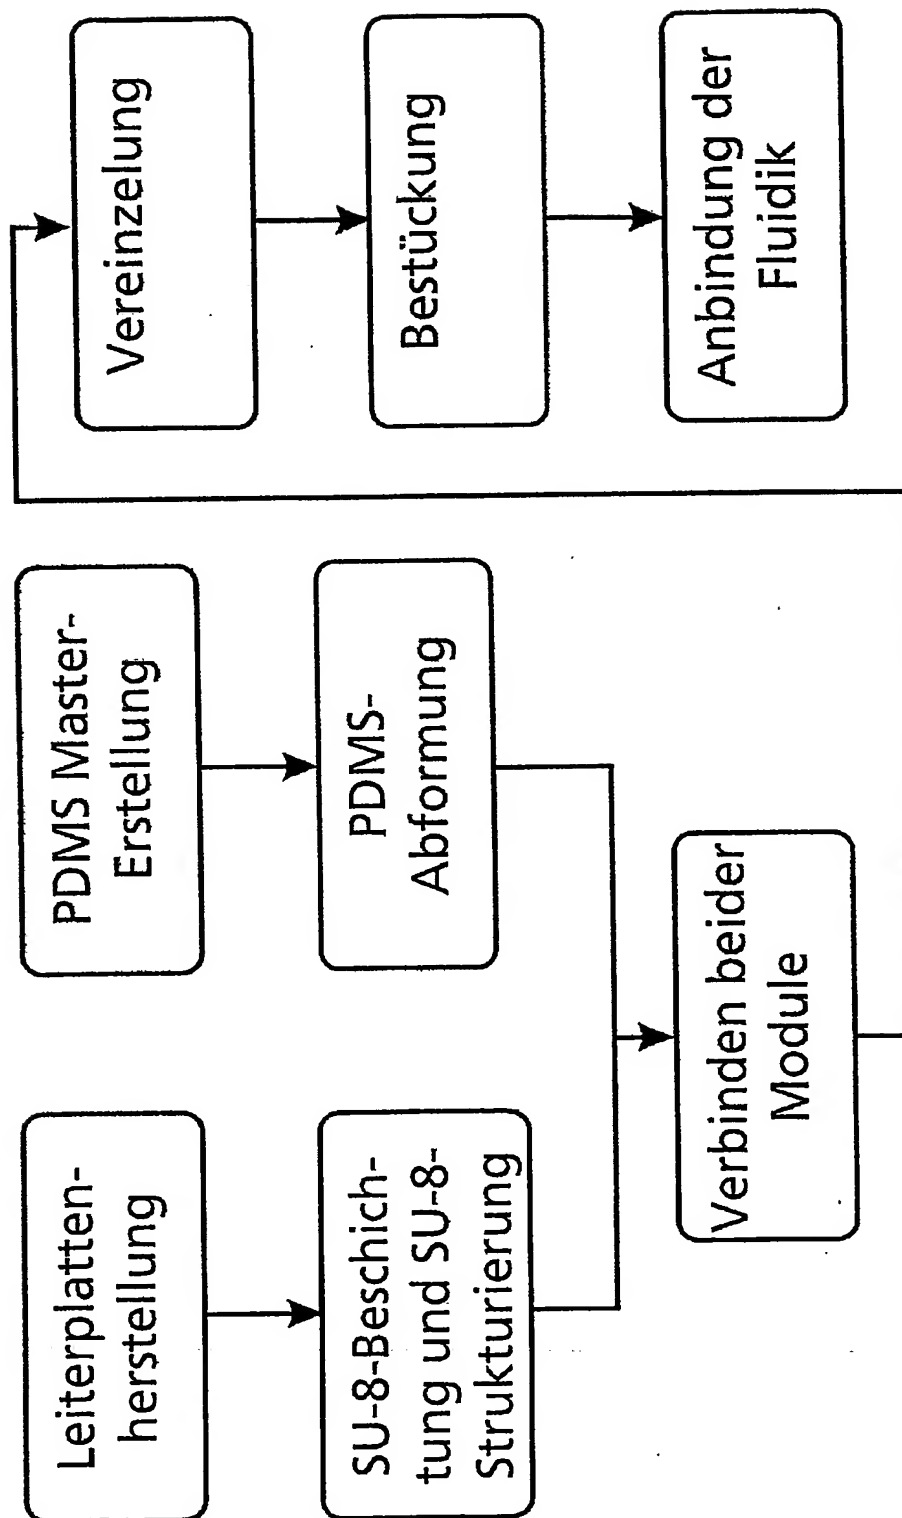 Leiterplatten-
herstellung
SU-8-Beschich-
tung und SU-8-
Strukturierung
PDMS Master-
Erstellung
PDMS-
Abformung
Verbinden beider
Module
Vereinzelung
Bestückung
Anbindung der
Fluidik